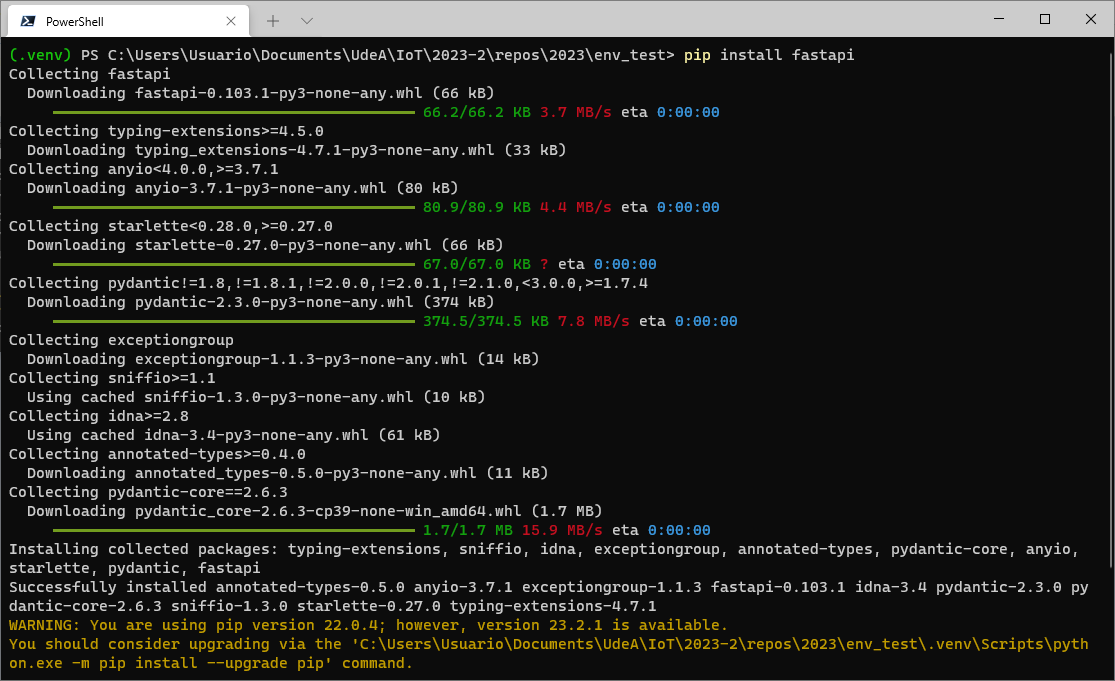 PowerShell
(.venv) PS C:\Users\Usuario\Documents\UdeA\IoT\2023-2\repos\2023\env_test> pip install fastapi
Collecting fastapi
  Downloading fastapi-0.103.1-py3-none-any.whl (66 kB)
     66.2/66.2 KB 3.7 MB/s eta 0:00:00
Collecting typing-extensions>=4.5.0
  Downloading typing_extensions-4.7.1-py3-none-any.whl (33 kB)
Collecting anyio<4.0.0,>=3.7.1
  Downloading anyio-3.7.1-py3-none-any.whl (80 kB)
     80.9/80.9 KB 4.4 MB/s eta 0:00:00
Collecting starlette<0.28.0,>=0.27.0
  Downloading starlette-0.27.0-py3-none-any.whl (66 kB)
     67.0/67.0 KB ? eta 0:00:00
Collecting pydantic!=1.8,!=1.8.1,!=2.0.0,!=2.0.1,!=2.1.0,<3.0.0,>=1.7.4
  Downloading pydantic-2.3.0-py3-none-any.whl (374 kB)
     374.5/374.5 KB 7.8 MB/s eta 0:00:00
Collecting exceptiongroup
  Downloading exceptiongroup-1.1.3-py3-none-any.whl (14 kB)
Collecting sniffio>=1.1
  Using cached sniffio-1.3.0-py3-none-any.whl (10 kB)
Collecting idna>=2.8
  Using cached idna-3.4-py3-none-any.whl (61 kB)
Collecting annotated-types>=0.4.0
  Downloading annotated_types-0.5.0-py3-none-any.whl (11 kB)
Collecting pydantic-core==2.6.3
  Downloading pydantic_core-2.6.3-cp39-none-win_amd64.whl (1.7 MB)
     1.7/1.7 MB 15.9 MB/s eta 0:00:00
Installing collected packages: typing-extensions, sniffio, idna, exceptiongroup, annotated-types, pydantic-core, anyio,
starlette, pydantic, fastapi
Successfully installed annotated-types-0.5.0 anyio-3.7.1 exceptiongroup-1.1.3 fastapi-0.103.1 idna-3.4 pydantic-2.3.0 py
dantic-core-2.6.3 sniffio-1.3.0 starlette-0.27.0 typing-extensions-4.7.1
WARNING: You are using pip version 22.0.4; however, version 23.2.1 is available.
You should consider upgrading via the 'C:\Users\Usuario\Documents\UdeA\IoT\2023-2\repos\2023\env_test\.venv\Scripts\pyth
on.exe -m pip install --upgrade pip' command.